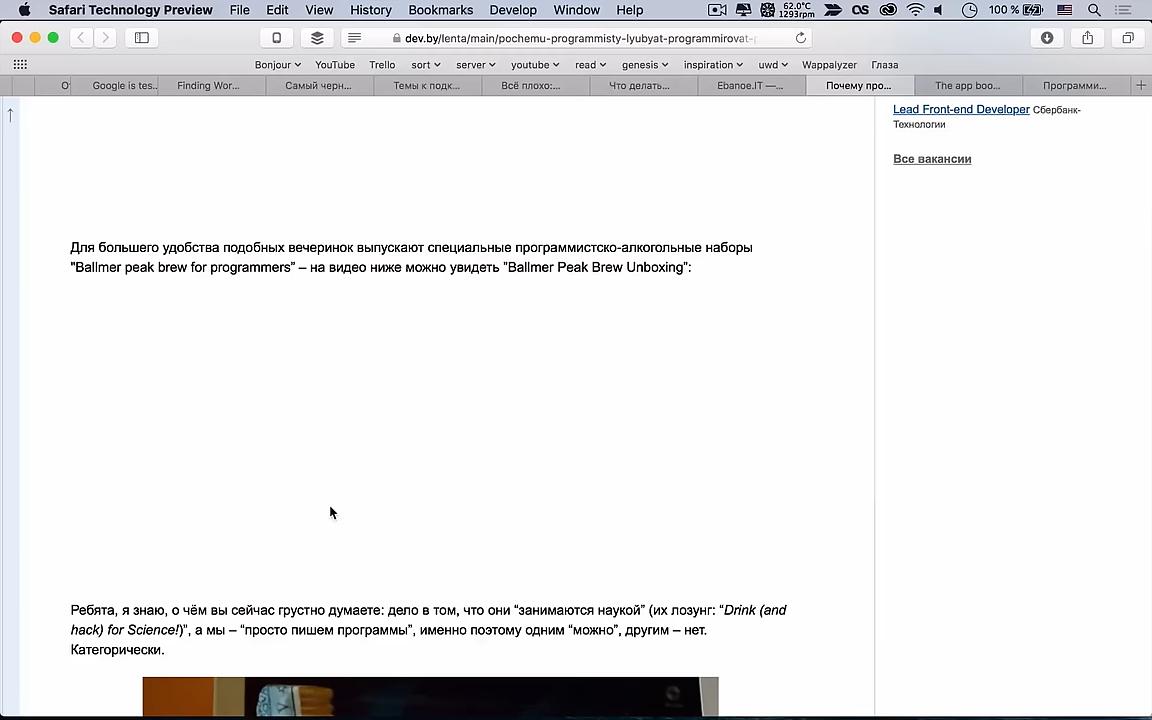 Safari Technology Preview File Edit View History Bookmarks Develop Window Help 62.0°C 1293rpm 100 %
dev.by/lenta/main/pochemu-programmisty-lyubyat-programmirovat-
Bonjour YouTube Trello sort server youtube read genesis inspiration uwd Wappalyzer Глаза
Google is tes.. Finding Wor... Самый черн... Темы к подк... Всё плохо:... Что делать... Ebanoe.IT —... Почему про... The app boo... Программи...
Lead Front-end Developer Сбербанк-
Технологии
Все вакансии
Для большего удобства подобных вечеринок выпускают специальные программистско-алкогольные наборы
"Ballmer peak brew for programmers” – на видео ниже можно увидеть ”Ballmer Peak Brew Unboxing”:
Ребята, я знаю, о чём вы сейчас грустно думаете: дело в том, что они “занимаются наукой” (их лозунг: “Drink (and
hack) for Science!)”, а мы – “просто пишем программы”, именно поэтому одним “можно”, другим – нет.
Категорически.